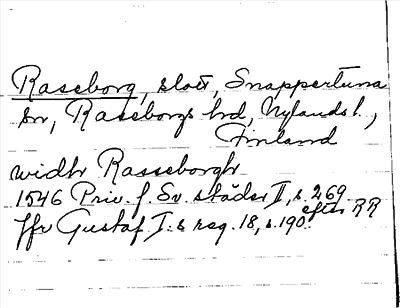 Raseborg, slott, Snappertuna
sn, Raseborgs hd, Nylands l.,
Finland
widh Rasseborgh
1546 Priv. f. Sv. städer II, s. 269
efter RR
Jfr Gustaf I:s reg. 18, s. 190.